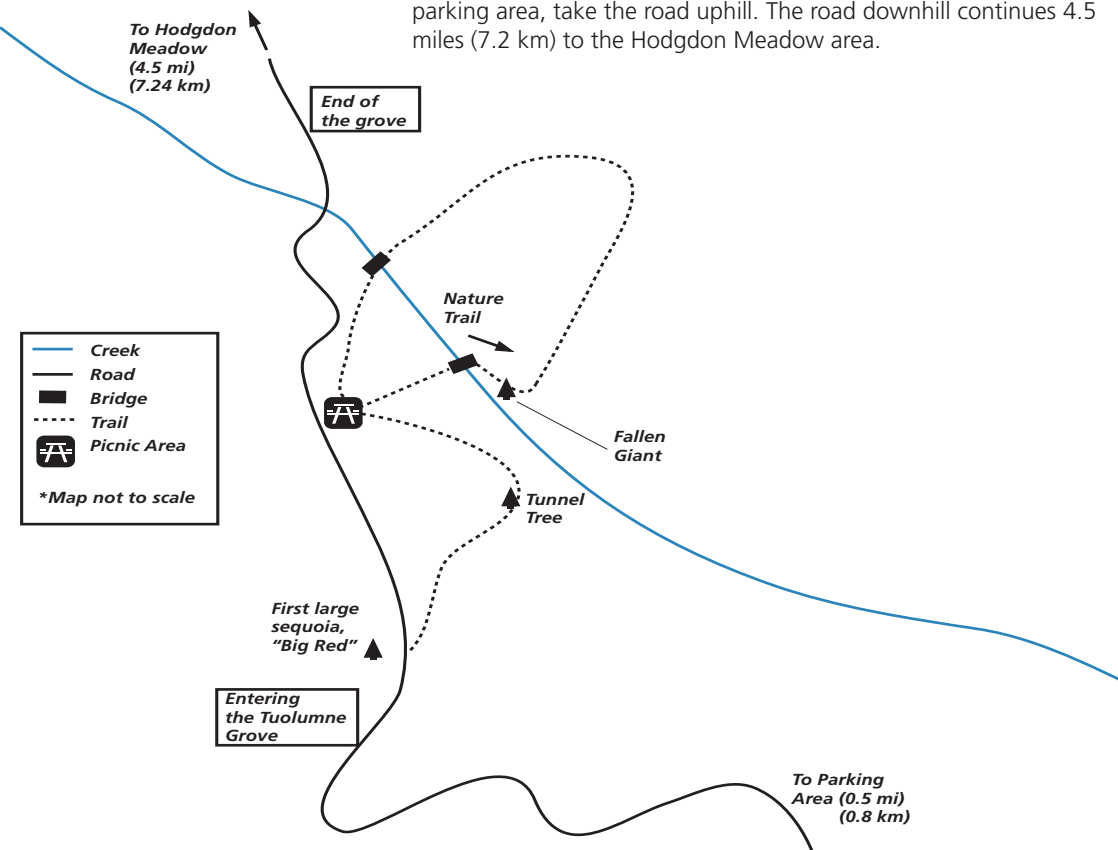 parking area, take the road uphill. The road downhill continues 4.5
miles (7.2 km) to the Hodgdon Meadow area.
To Hodgdon
Meadow
(4.5 mi)
(7.24 km)
End of
the grove
Nature
Trail
Creek
Road
Bridge
Trail
Picnic Area
*Map not to scale
Fallen
Giant
Tunnel
Tree
First large
sequoia,
“Big Red”
Entering
the Tuolumne
Grove
To Parking
Area (0.5 mi)
(0.8 km)